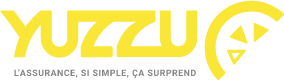 YUZZU
L'ASSURANCE, SI SIMPLE, ÇA SURPREND